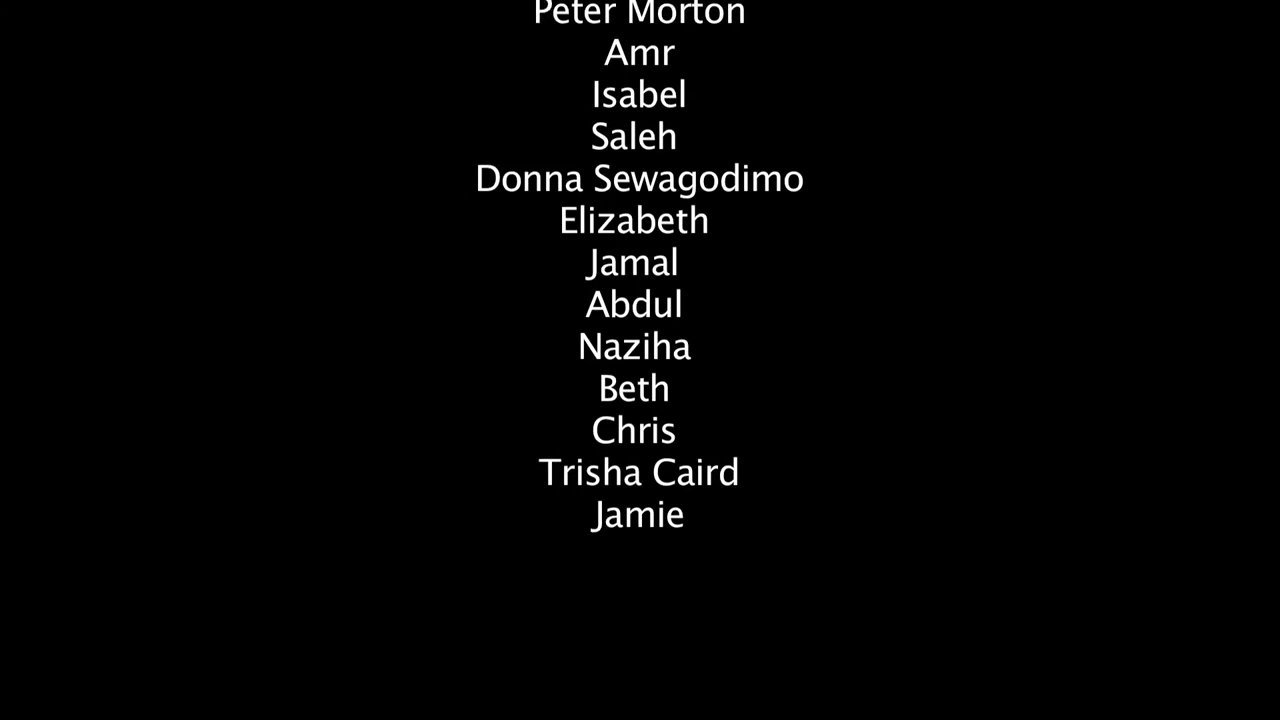 Peter Morton
Amr
Isabel
Saleh
Donna Sewagodimo
Elizabeth
Jamal
Abdul
Naziha
Beth
Chris
Trisha Caird
Jamie